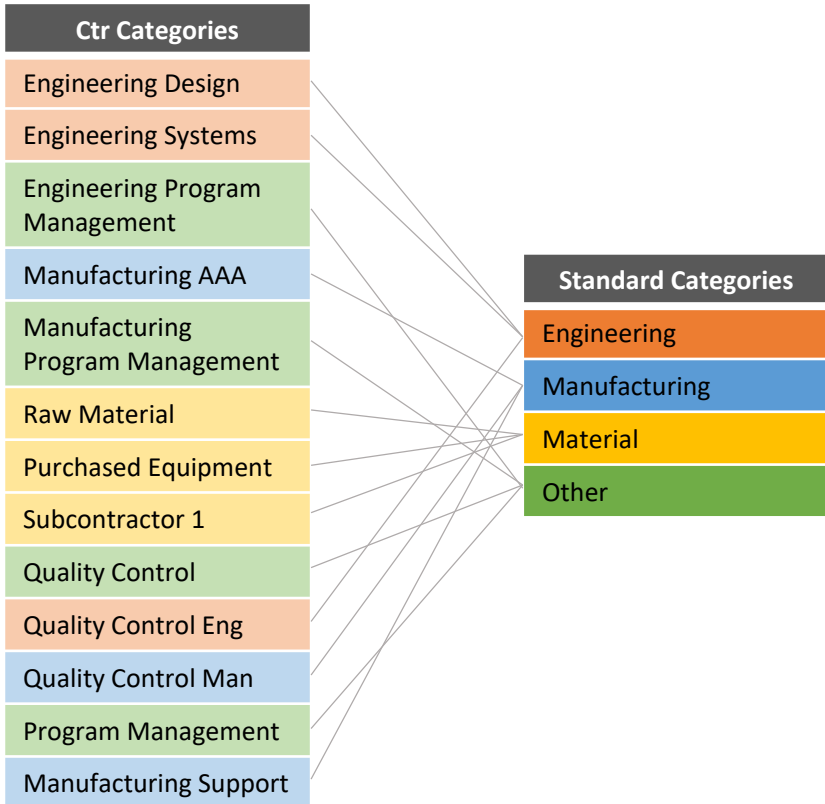 Ctr Categories
Engineering Design
Engineering Systems
Engineering Program
Management
Manufacturing AAA
Manufacturing
Program Management
Raw Material
Purchased Equipment
Subcontractor 1
Quality Control
Quality Control Eng
Quality Control Man
Program Management
Manufacturing Support
Standard Categories
Engineering
Manufacturing
Material
Other